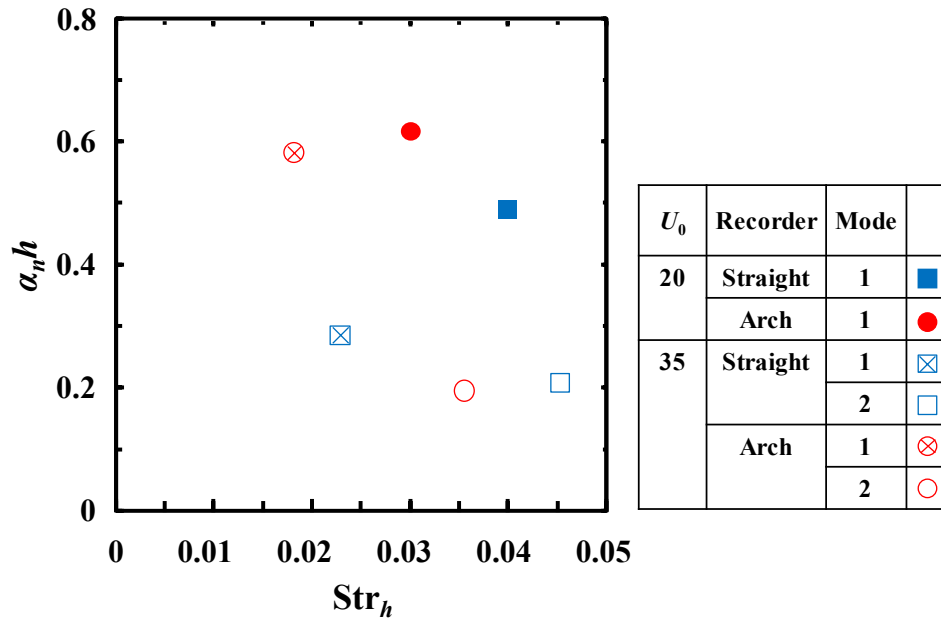 0.8
0.6
0.4
0.2
0
αnh
0 0.01 0.02 0.03 0.04 0.05
Strh
U0 Recorder Mode
20 Straight 1
Arch 1
35 Straight 1
2
Arch 1
2